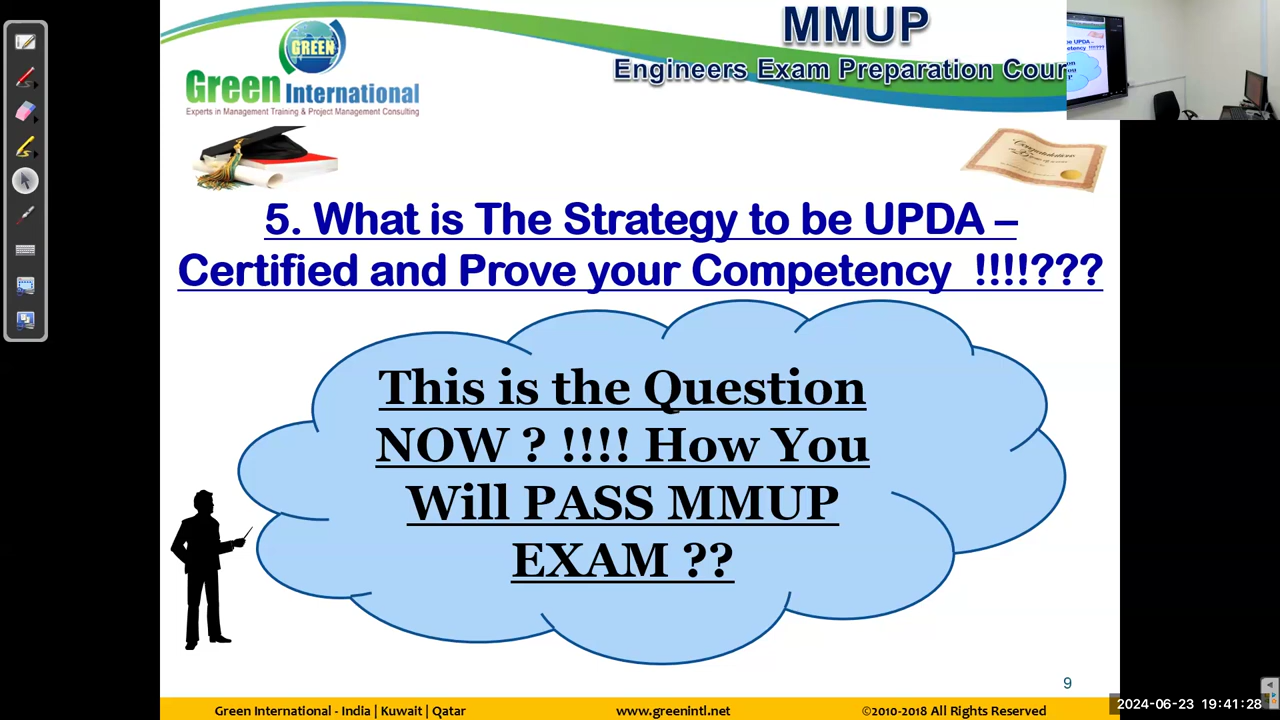 GREEN
Green International
Experts in Management Training & Project Management Consulting
MMUP
Engineers Exam Preparation Cour
Congratulations
5. What is The Strategy to be UPDA –
Certified and Prove your Competency !!!!???
This is the Question
NOW ? !!!! How You
Will PASS MMUP
EXAM ??
9
Green International - India | Kuwait | Qatar
www.greenintl.net
©2010-2018 All Rights Reserved
2024-06-23 19:41:28